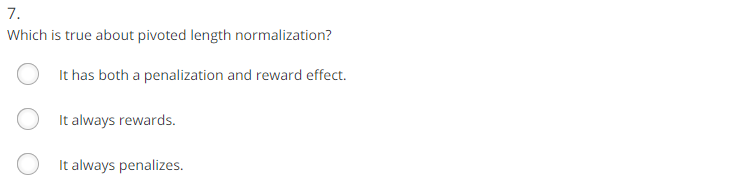 7.
Which is true about pivoted length normalization?
It has both a penalization and reward effect.
It always rewards.
It always penalizes.